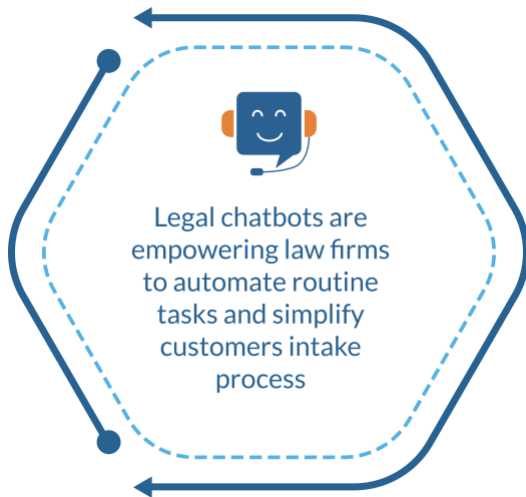 Legal chatbots are
empowering law firms
to automate routine
tasks and simplify
customers intake
process